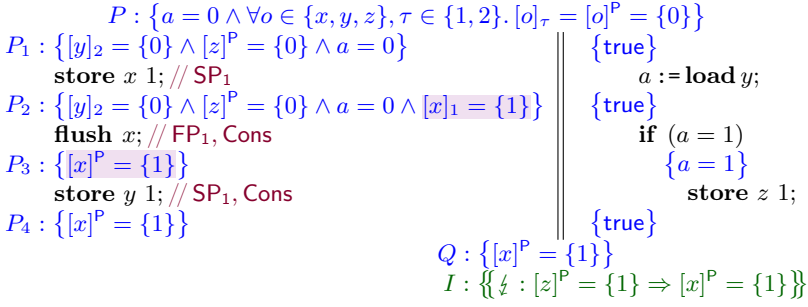 P : {a = 0 ∧ ∀o ∈ {x, y, z}, τ ∈ {1, 2}. [o]τ = [o]ᴾ = {0}}
P₁ : {[y]₂ = {0} ∧ [z]ᴾ = {0} ∧ a = 0} {true}
store x 1; // SP₁ a := load y;
P₂ : {[y]₂ = {0} ∧ [z]ᴾ = {0} ∧ a = 0 ∧ [x]₁ = {1}} {true}
flush x; // FP₁, Cons if (a = 1)
P₃ : {[x]ᴾ = {1}} {a = 1}
store y 1; // SP₁, Cons store z 1;
P₄ : {[x]ᴾ = {1}} {true}
Q : {[x]ᴾ = {1}}
I : {{↯ : [z]ᴾ = {1} ⇒ [x]ᴾ = {1}}}